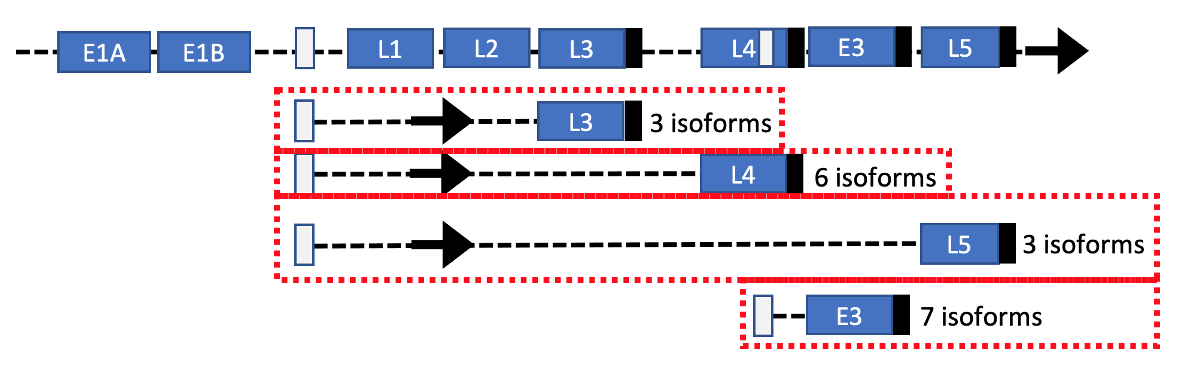 E1A E1B L1 L2 L3 L4 E3 L5
L3 3 isoforms
L4 6 isoforms
L5 3 isoforms
E3 7 isoforms